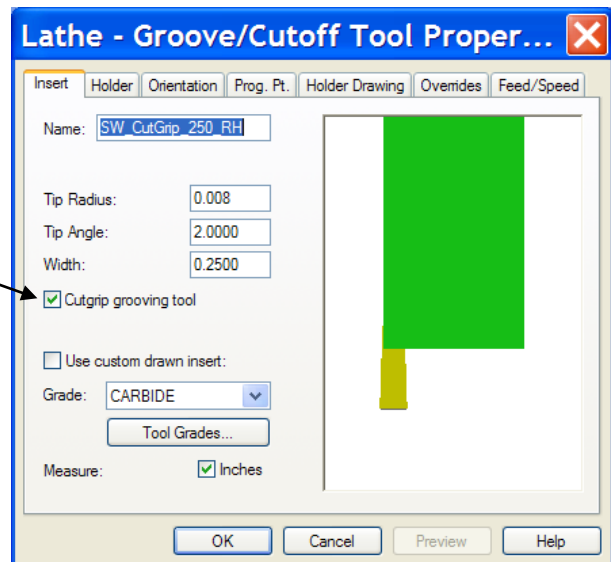 Lathe - Groove/Cutoff Tool Proper...
Insert Holder Orientation Prog. Pt. Holder Drawing Overrides Feed/Speed
Name: SW_CutGrip_250_RH
Tip Radius: 0.008
Tip Angle: 2.0000
Width: 0.2500
Cutgrip grooving tool
Use custom drawn insert:
Grade: CARBIDE
Tool Grades...
Measure: Inches
OK Cancel Preview Help